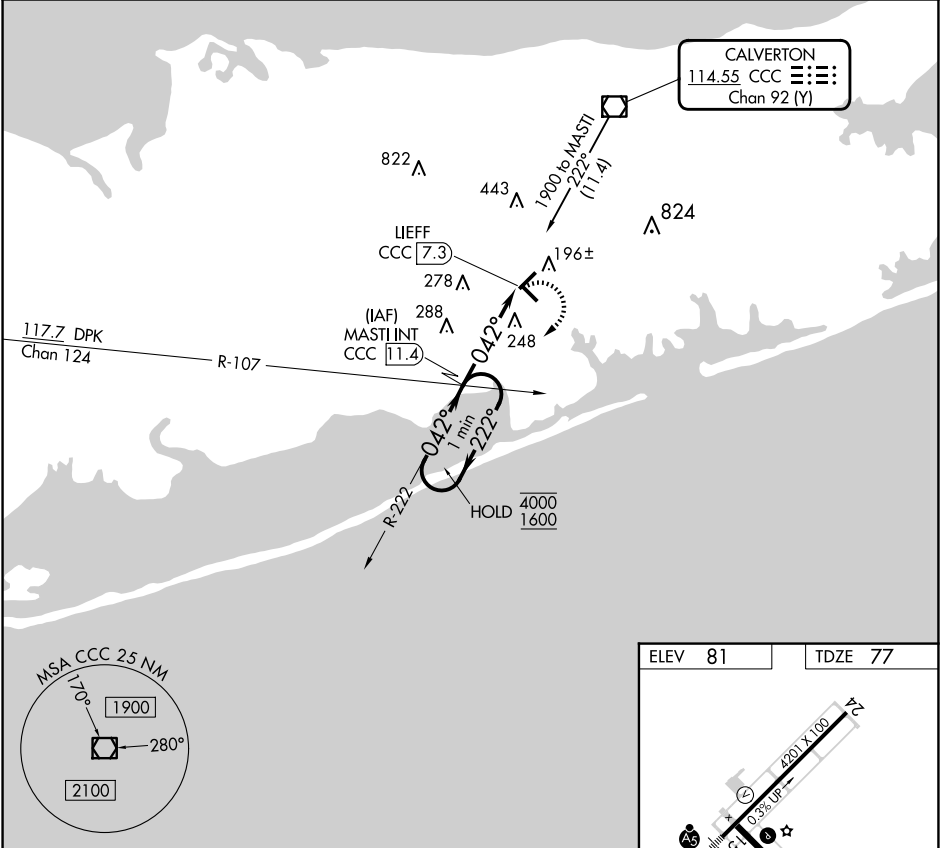 CALVERTON
114.55 CCC
Chan 92 (Y)
1900 to MASTI
222°
(11.4)
822
443
824
LIEFF
CCC 7.3
196±
278
(IAF)
MASTI INT
CCC 11.4
288
248
042°
117.7 DPK
Chan 124
R-107
042°
1 min
222°
R-222
HOLD 4000
1600
MSA CCC 25 NM
170°
1900
280°
2100
ELEV 81
TDZE 77
24
4201 X 100
0.3% UP
V
x
A5